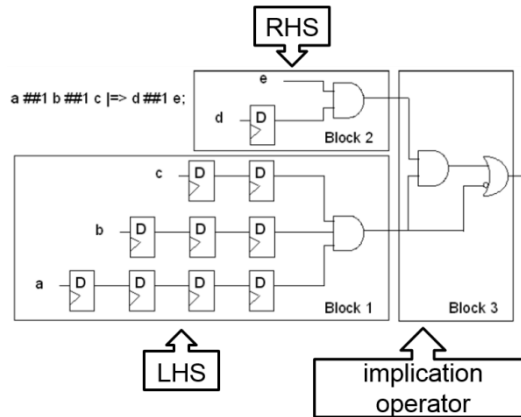 RHS
a ##1 b ##1 c |=> d ##1 e;
e
d D
Block 2
c D D
b D D D
a D D D D
Block 1
Block 3
LHS
implication
operator